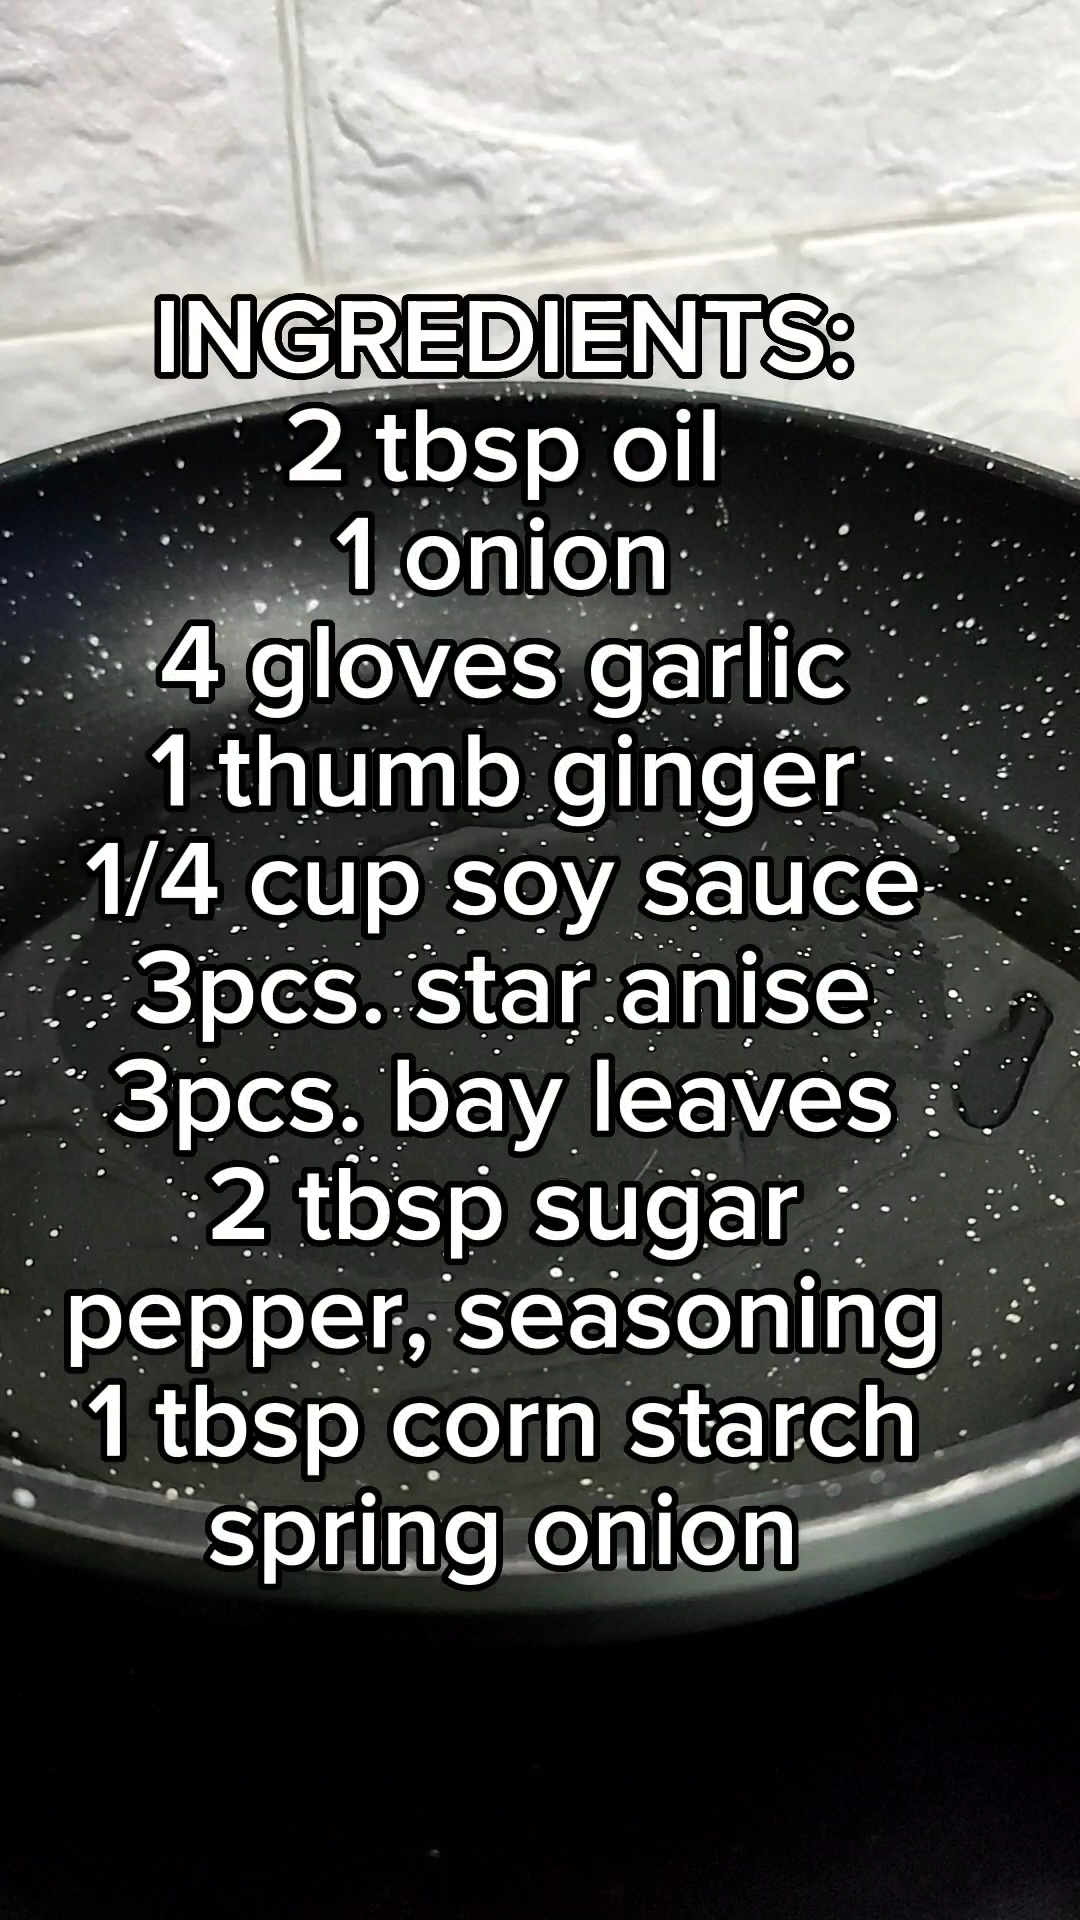 INGREDIENTS:
2 tbsp oil
1 onion
4 gloves garlic
1 thumb ginger
1/4 cup soy sauce
3pcs. star anise
3pcs. bay leaves
2 tbsp sugar
pepper, seasoning
1 tbsp corn starch
spring onion